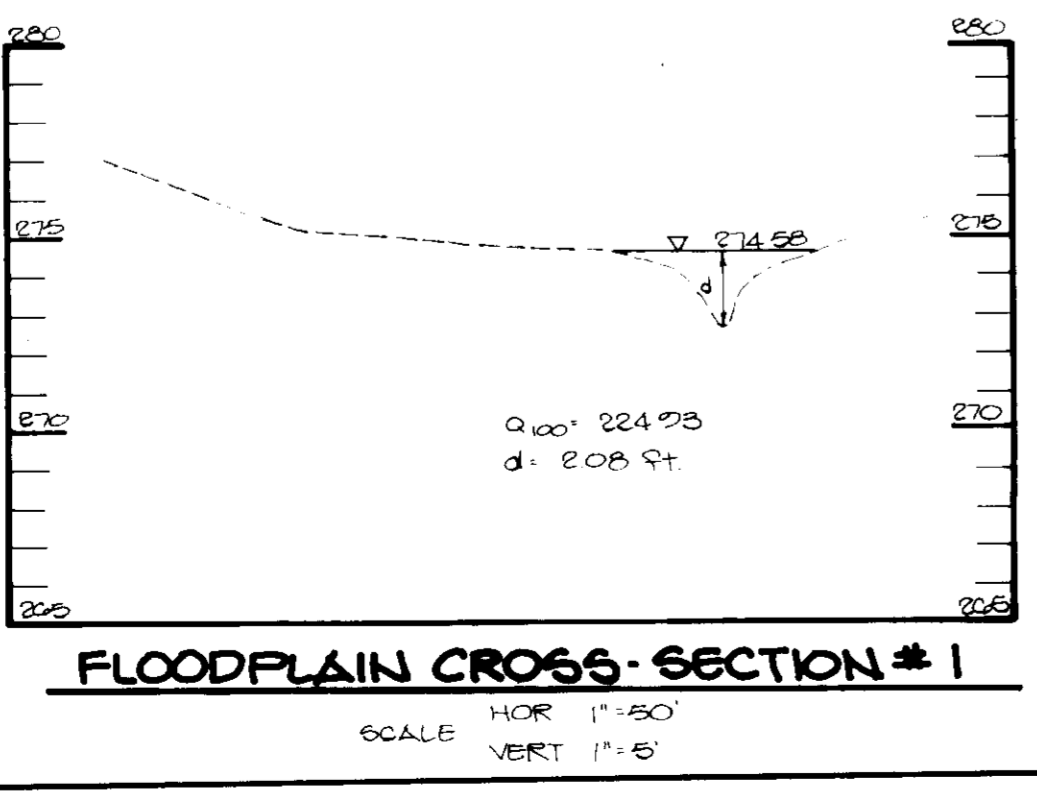 280 280
275 275
▽ 274.58
d
270 270
Q100= 224.93
d= 2.08 ft.
265 265
FLOODPLAIN CROSS-SECTION # 1
SCALE HOR 1"=50'
VERT 1"=5'